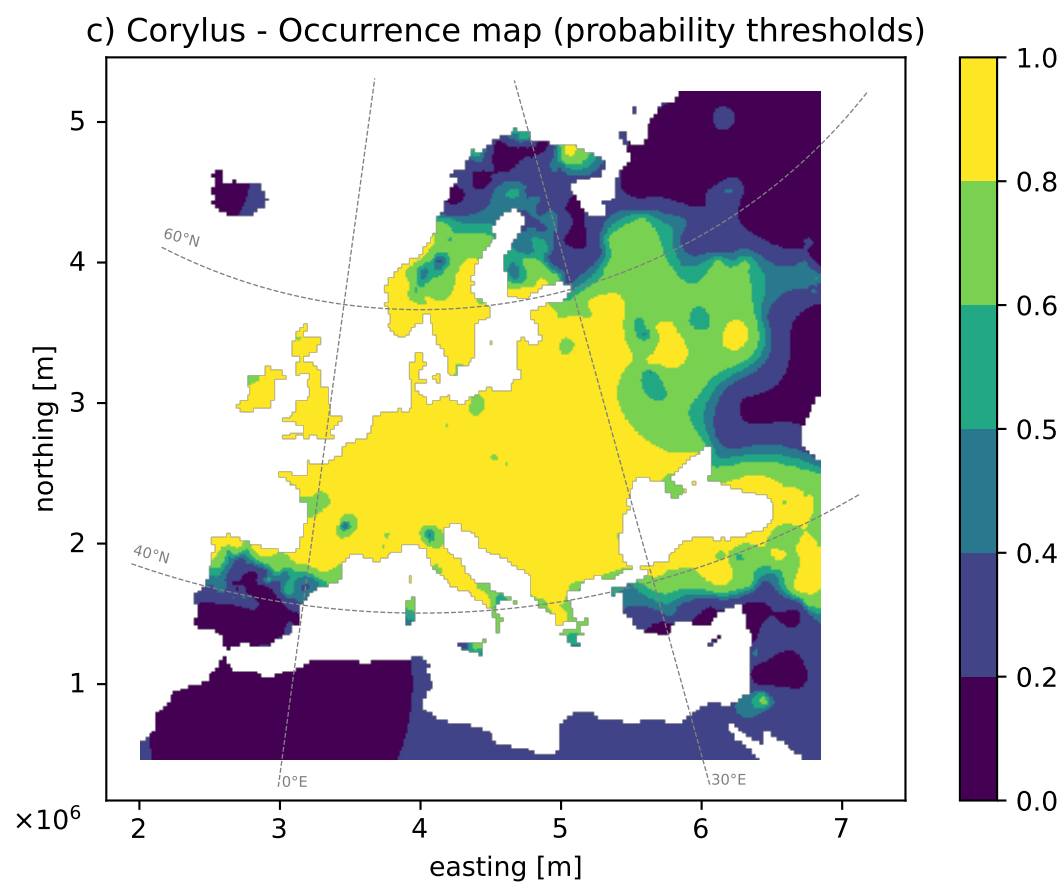 c) Corylus - Occurrence map (probability thresholds)
1.0
0.8
0.6
0.5
0.4
0.2
0.0
5
4
3
2
1
northing [m]
60°N
40°N
0°E
30°E
×10⁶
2 3 4 5 6 7
easting [m]